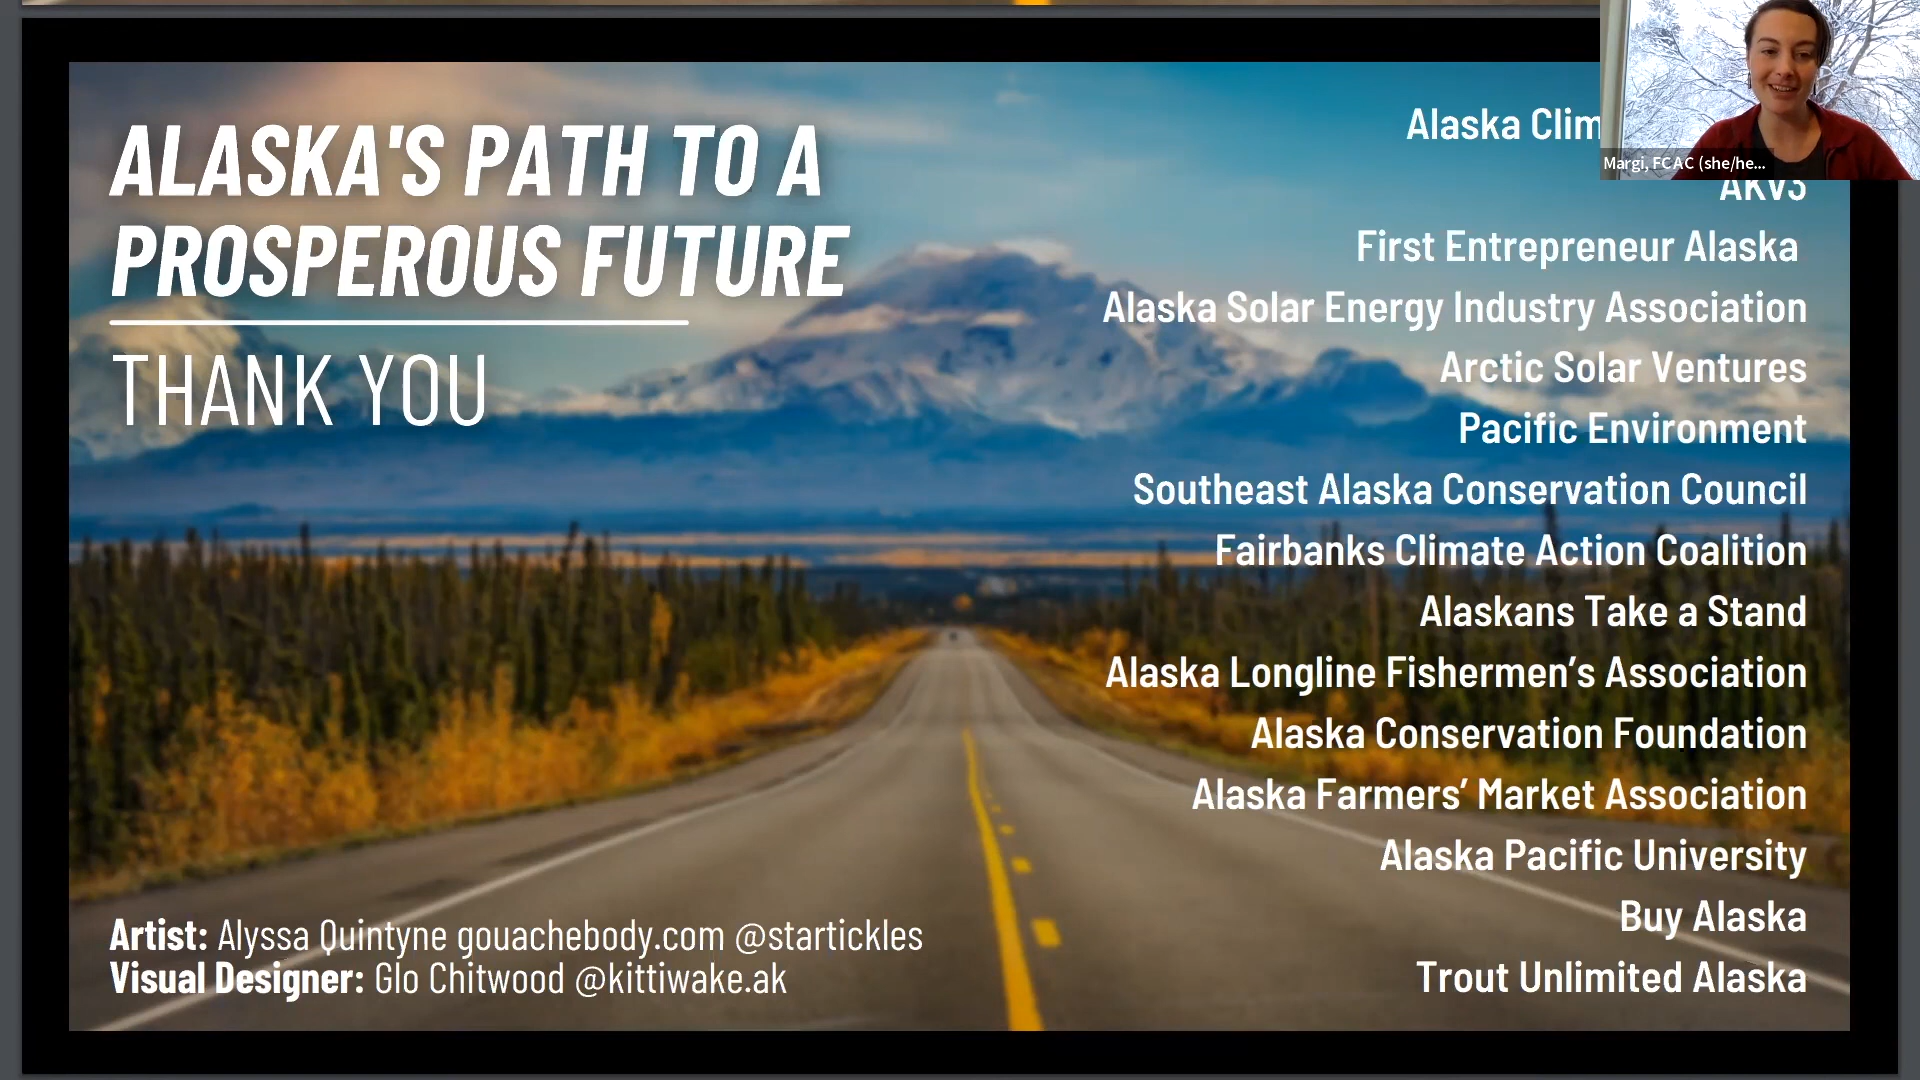 ALASKA'S PATH TO A
PROSPEROUS FUTURE
THANK YOU
Alaska
Margi, FCAC (she/he...
AKV3
First Entrepreneur Alaska
Alaska Solar Energy Industry Association
Arctic Solar Ventures
Pacific Environment
Southeast Alaska Conservation Council
Fairbanks Climate Action Coalition
Alaskans Take a Stand
Alaska Longline Fishermen’s Association
Alaska Conservation Foundation
Alaska Farmers’ Market Association
Alaska Pacific University
Buy Alaska
Trout Unlimited Alaska
Artist: Alyssa Quintyne gouachebody.com @startickles
Visual Designer: Glo Chitwood @kittiwake.ak